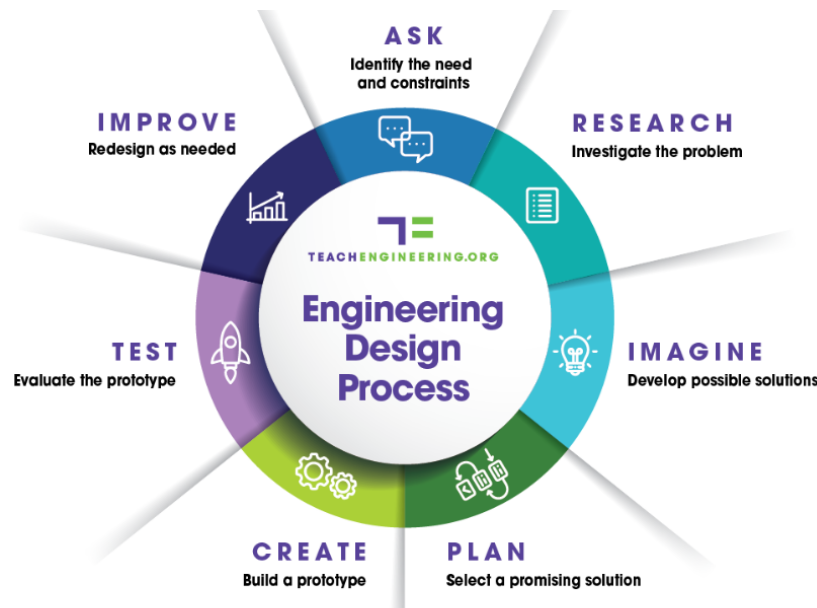 ASK
Identify the need
and constraints
RESEARCH
Investigate the problem
IMAGINE
Develop possible solutions
PLAN
Select a promising solution
CREATE
Build a prototype
TEST
Evaluate the prototype
IMPROVE
Redesign as needed
TEACHENGINEERING.ORG
Engineering
Design
Process